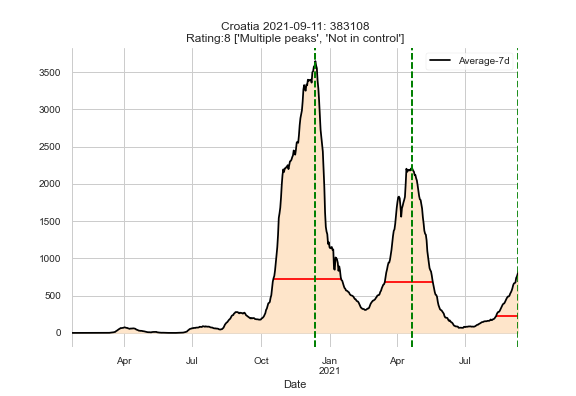 Croatia 2021-09-11: 383108
Rating:8 ['Multiple peaks', 'Not in control']
Average-7d
3500
3000
2500
2000
1500
1000
500
0
Apr Jul Oct Jan Apr Jul
2021
Date